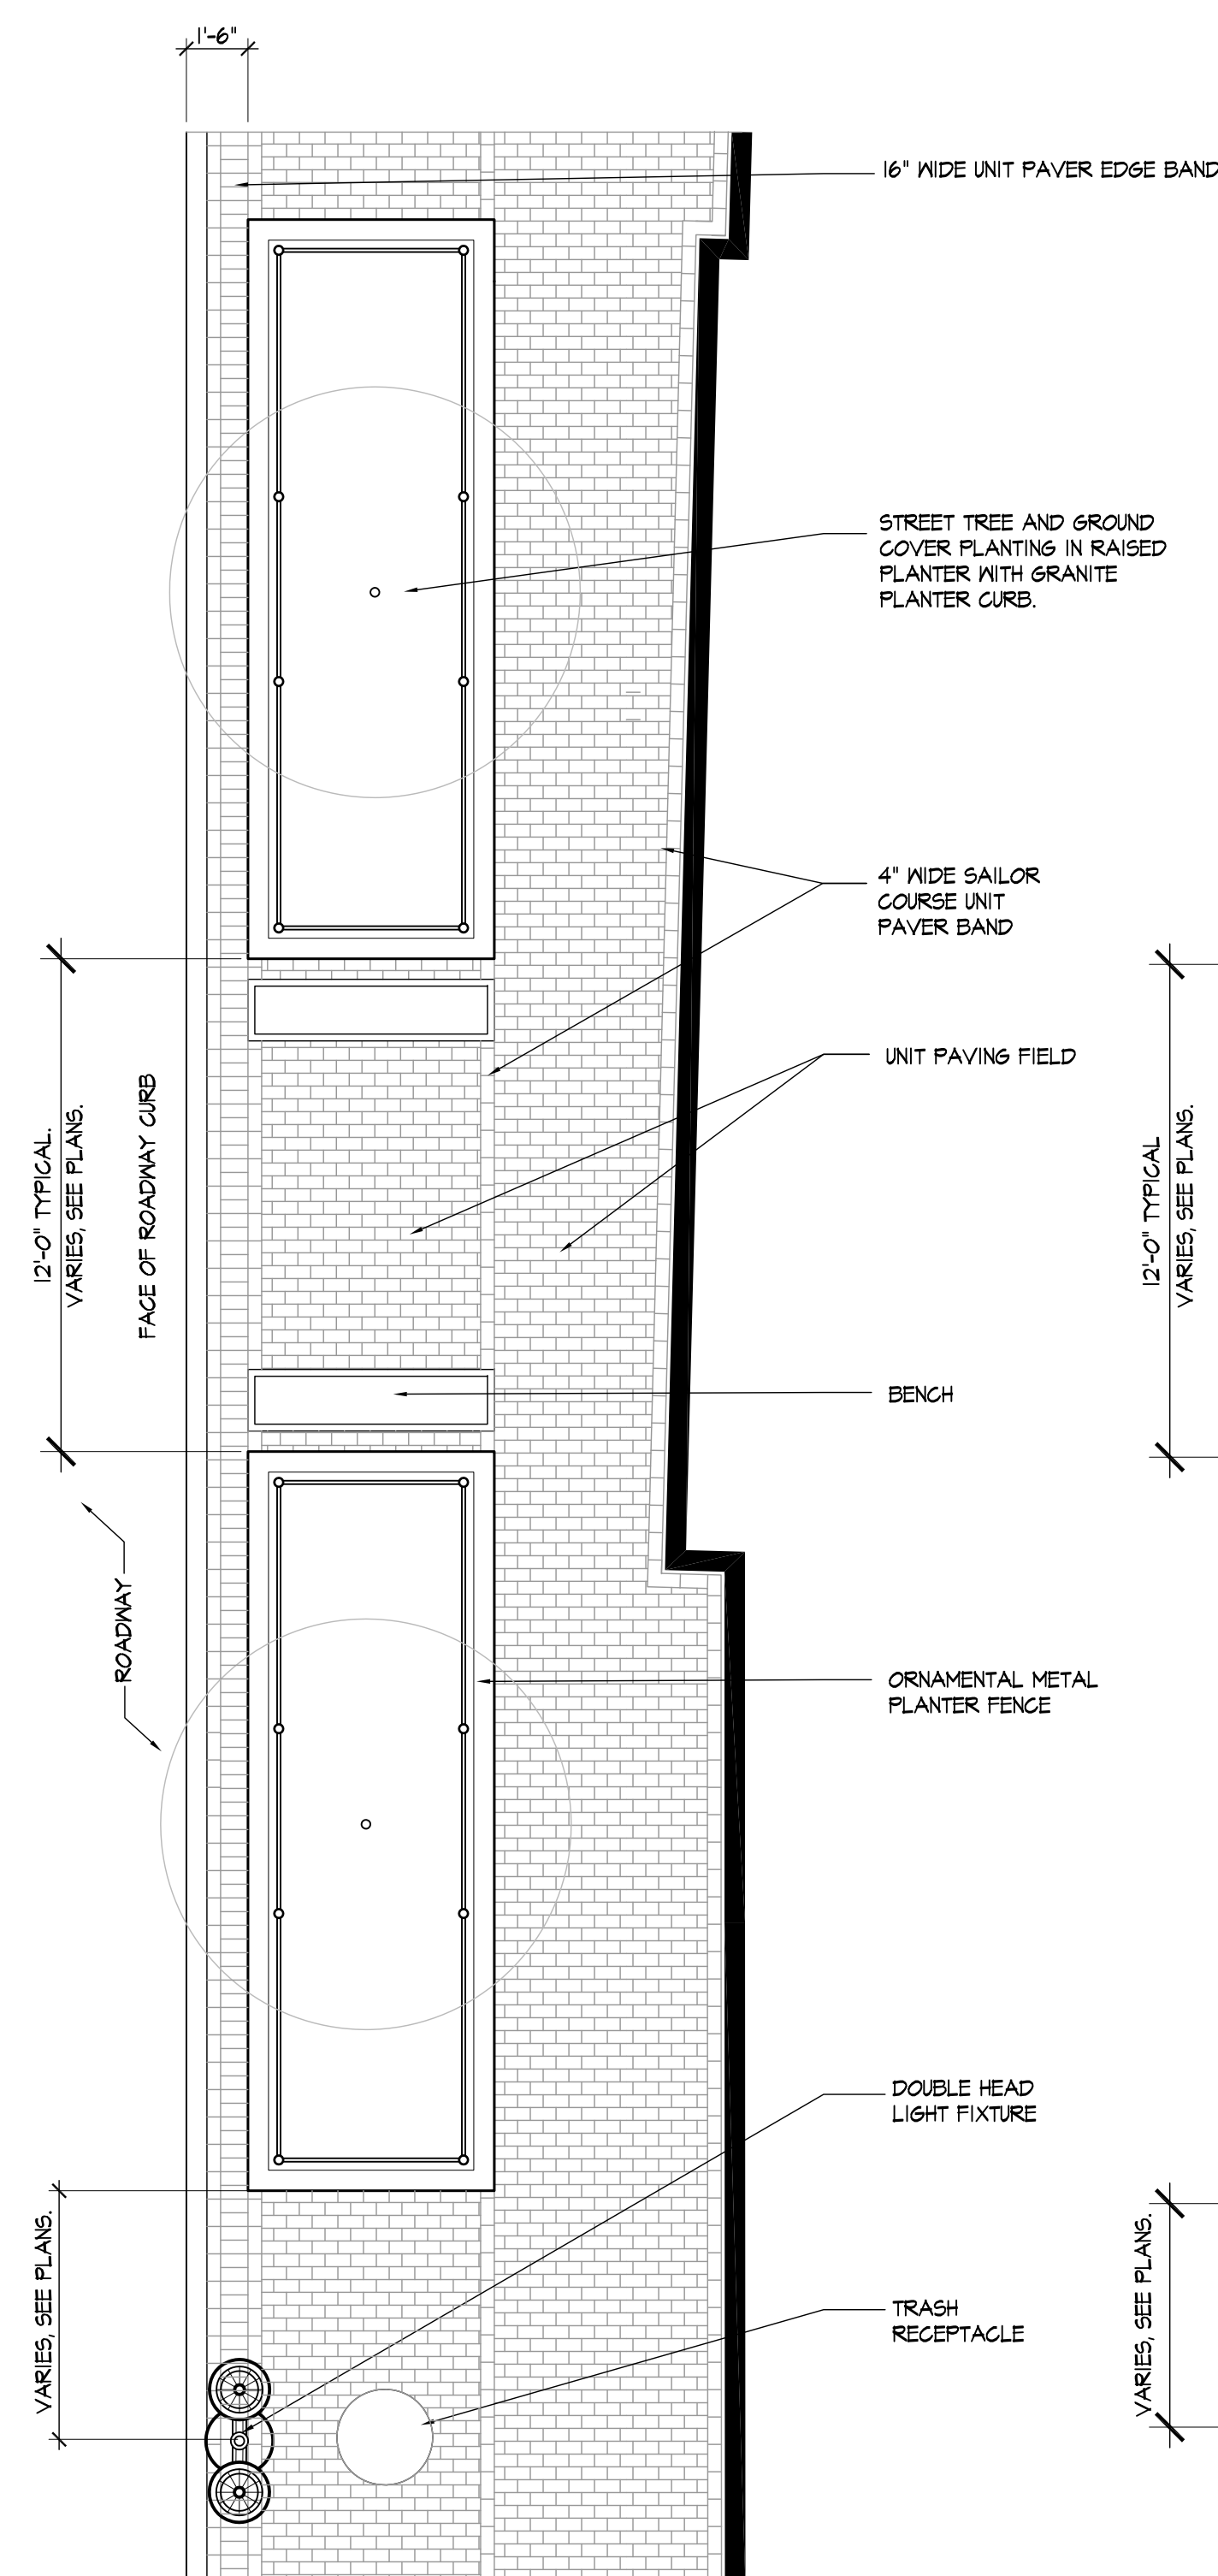 1'-6"
16" WIDE UNIT PAVER EDGE BAND
STREET TREE AND GROUND
COVER PLANTING IN RAISED
PLANTER WITH GRANITE
PLANTER CURB.
4" WIDE SAILOR
COURSE UNIT
PAVER BAND
UNIT PAVING FIELD
12'-0" TYPICAL.
VARIES, SEE PLANS.
FACE OF ROADWAY CURB
12'-0" TYPICAL
VARIES, SEE PLANS.
BENCH
ROADWAY
ORNAMENTAL METAL
PLANTER FENCE
DOUBLE HEAD
LIGHT FIXTURE
VARIES, SEE PLANS.
VARIES, SEE PLANS.
TRASH
RECEPTACLE